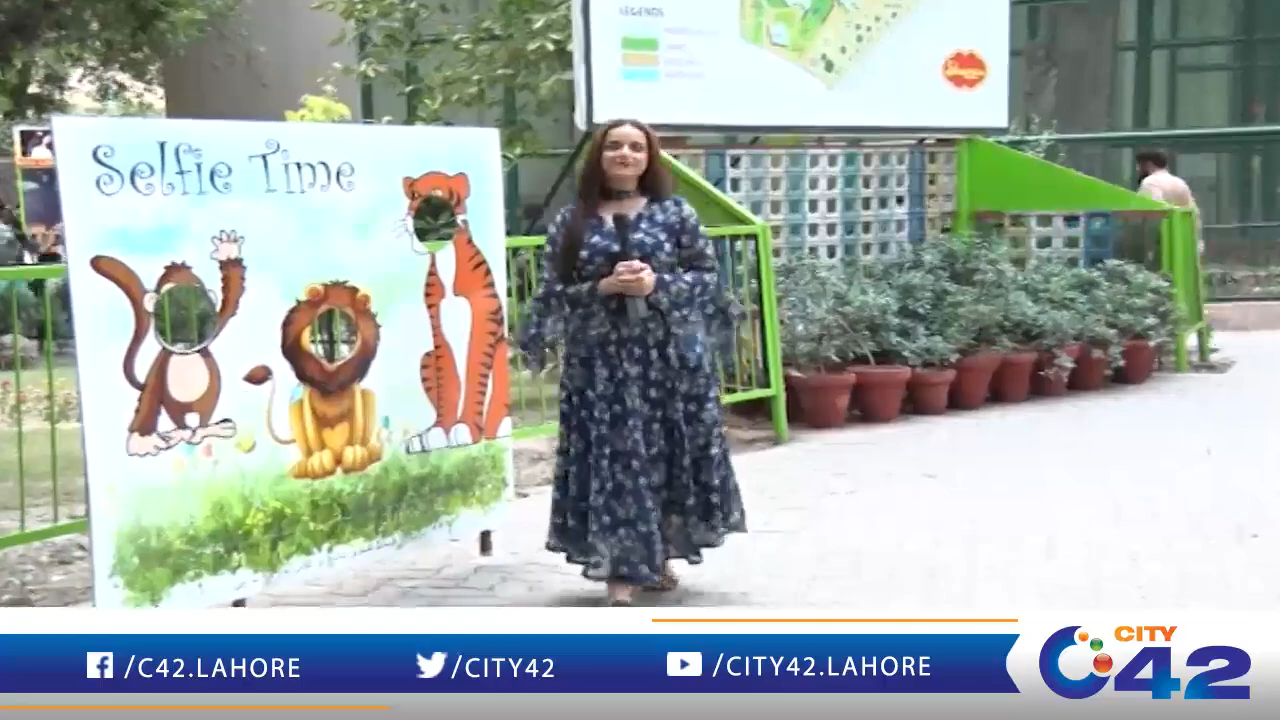 LEGENDS
Selfie Time
/C42.LAHORE
/CITY42
/CITY42.LAHORE
CITY
42